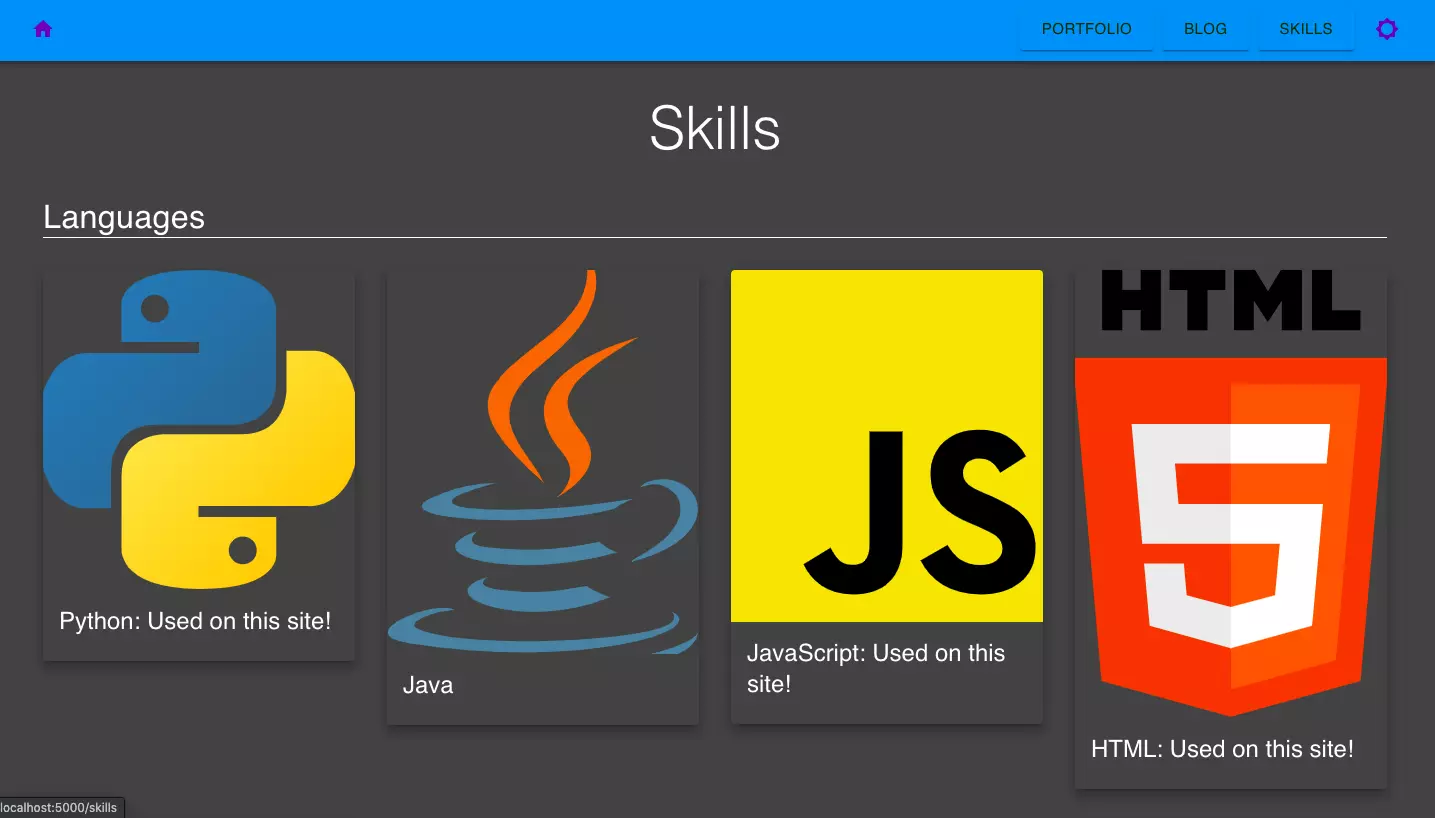 PORTFOLIO BLOG SKILLS
Skills
Languages
HTML
JS
5
Python: Used on this site!
Java
JavaScript: Used on this
site!
HTML: Used on this site!
localhost:5000/skills